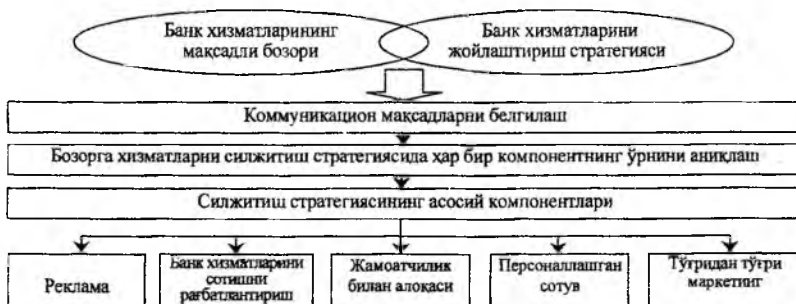 Банк хизматларининг
мақсадли бозори
Банк хизматларини
жойлаштириш стратегияси
Коммуникацион мақсадларни белгилаш
Бозорга хизматларни силжитиш стратегиясида ҳар бир компонентнинг ўрнини аниқлаш
Силжитиш стратегиясининг асосий компонентлари
Реклама
Банк хизматларини
сотишни
рағбатлантириш
Жамоатчилик
билан алоқаси
Персоналлашган
сотув
Тўғридан тўғри
маркетинг